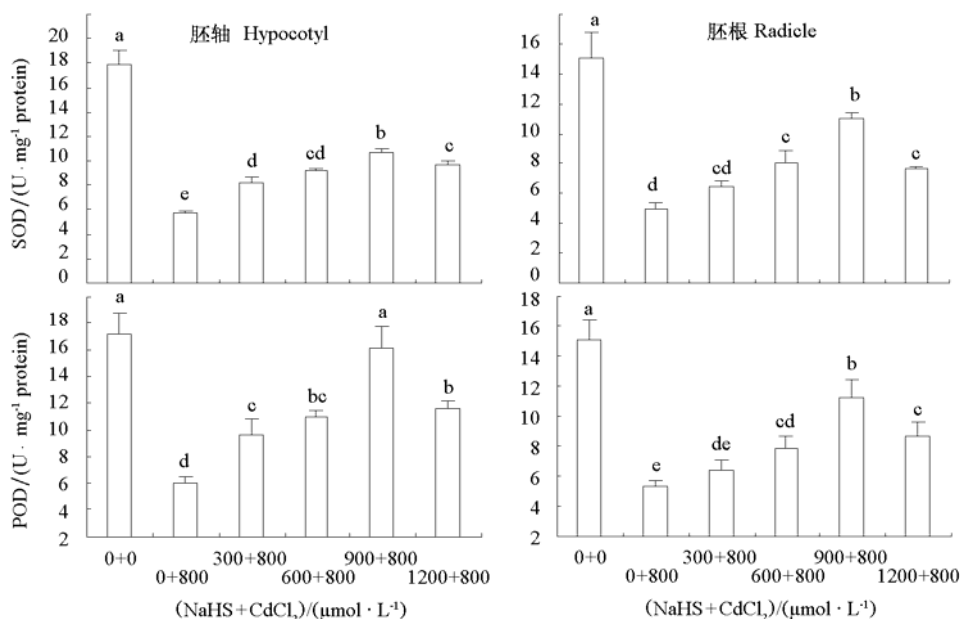 胚轴 Hypocotyl
SOD/(U·mg⁻¹ protein)
20
18
16
14
12
10
8
6
4
2
0
a
e
d
cd
b
c
胚根 Radicle
16
14
12
10
8
6
4
2
0
a
d
cd
c
b
c
POD/(U·mg⁻¹ protein)
18
16
14
12
10
8
6
4
2
a
d
c
bc
a
b
18
16
14
12
10
8
6
4
2
a
e
de
cd
b
c
0+0 300+800 900+800
0+800 600+800 1200+800
(NaHS+CdCl₂)/(μmol·L⁻¹)
0+0 300+800 900+800
0+800 600+800 1200+800
(NaHS+CdCl₂)/(μmol·L⁻¹)